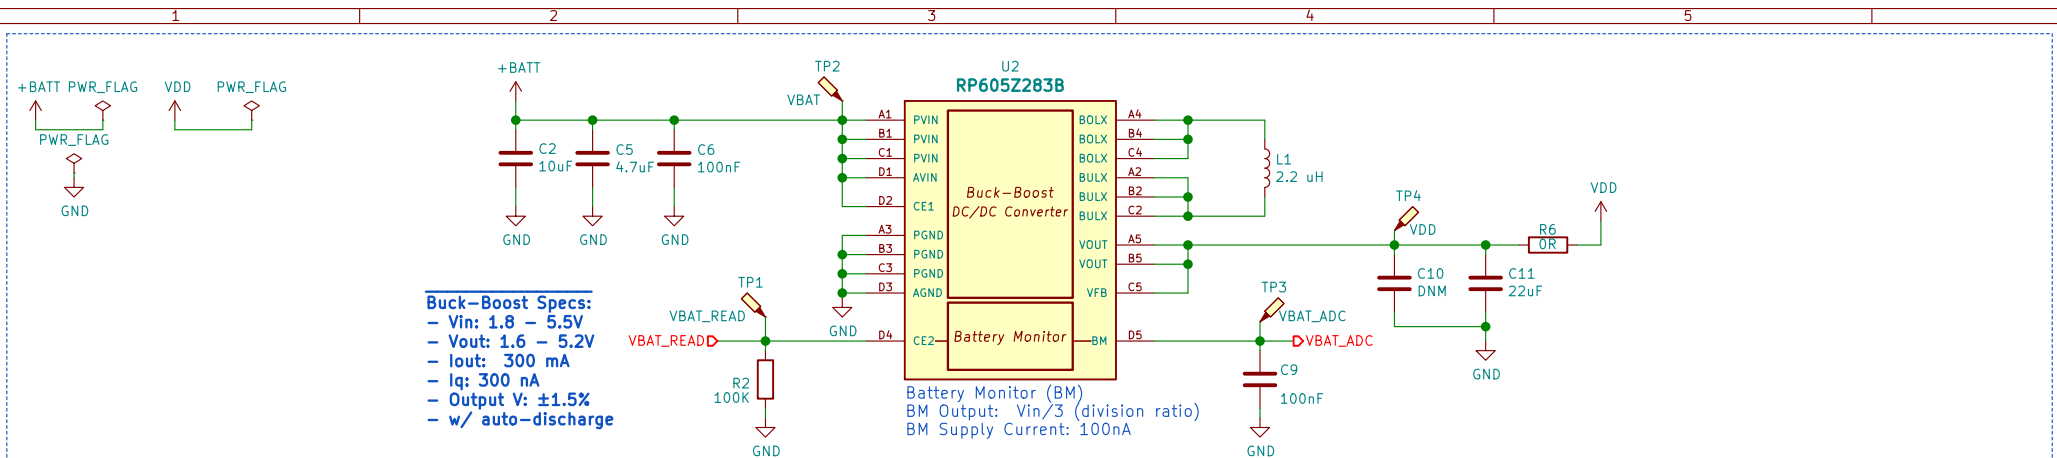 1
2
3
4
5
+BATT PWR_FLAG
VDD
PWR_FLAG
PWR_FLAG
GND
+BATT
C2
10uF
C5
4.7uF
C6
100nF
GND
GND
GND
TP2
VBAT
U2
RP605Z283B
A1 PVIN
B1 PVIN
C1 PVIN
D1 AVIN
D2 CE1
A3 PGND
B3 PGND
C3 PGND
D3 AGND
D4 CE2
Buck-Boost
DC/DC Converter
Battery Monitor
BOLX A4
BOLX B4
BOLX C4
BULX A2
BULX B2
BULX C2
VOUT A5
VOUT B5
VFB C5
BM D5
GND
L1
2.2 uH
TP4
VDD
R6
0R
VDD
C10
DNM
C11
22uF
GND
Buck-Boost Specs:
- Vin: 1.8 - 5.5V
- Vout: 1.6 - 5.2V
- Iout: 300 mA
- Iq: 300 nA
- Output V: ±1.5%
- w/ auto-discharge
TP1
VBAT_READ
VBAT_READ
R2
100K
GND
TP3
VBAT_ADC
VBAT_ADC
C9
100nF
GND
Battery Monitor (BM)
BM Output: Vin/3 (division ratio)
BM Supply Current: 100nA